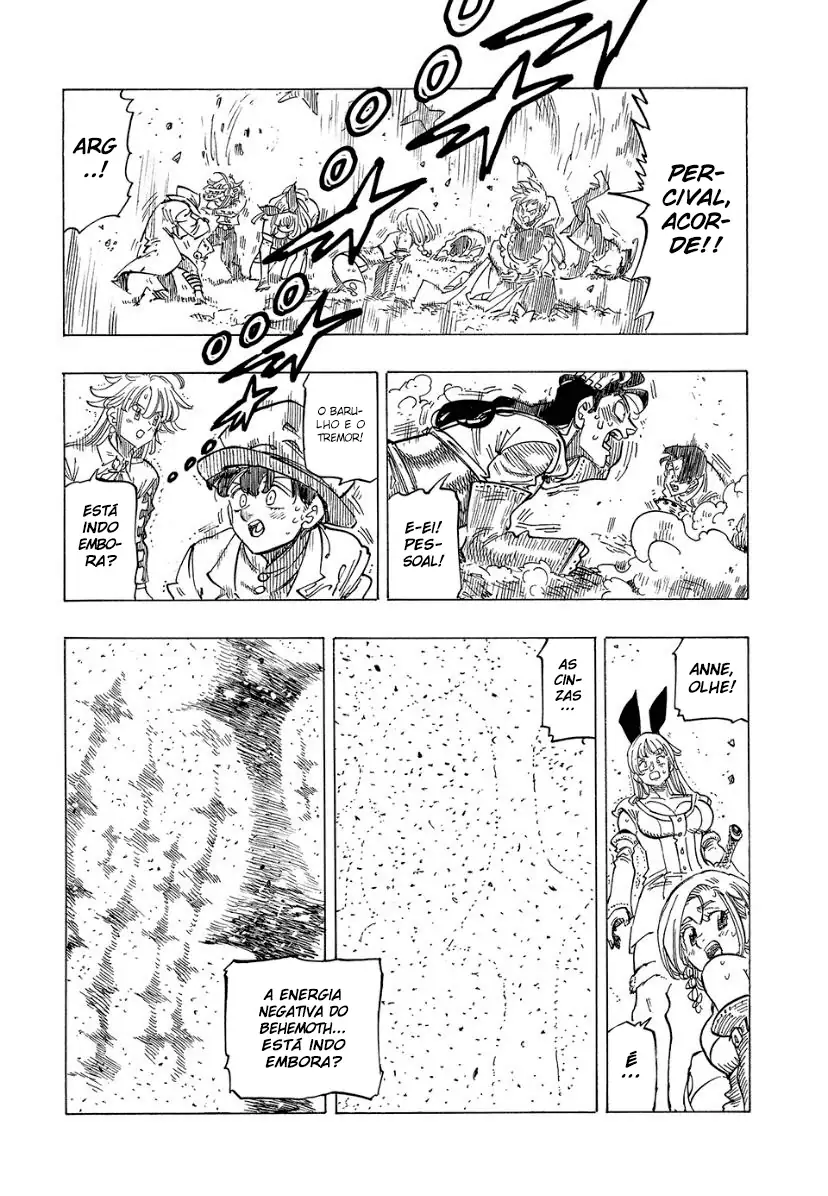 ARG
..!
PER-
CIVAL,
ACOR-
DE!!
O BARU-
LHO E O
TREMOR!
ESTÁ
INDO
EMBO-
RA?
E-EI!
PES-
SOAL!
ANNE,
OLHE!
É
...
AS
CIN-
ZAS
...
A ENERGIA
NEGATIVA DO
BEHEMOTH...
ESTÁ INDO
EMBORA?